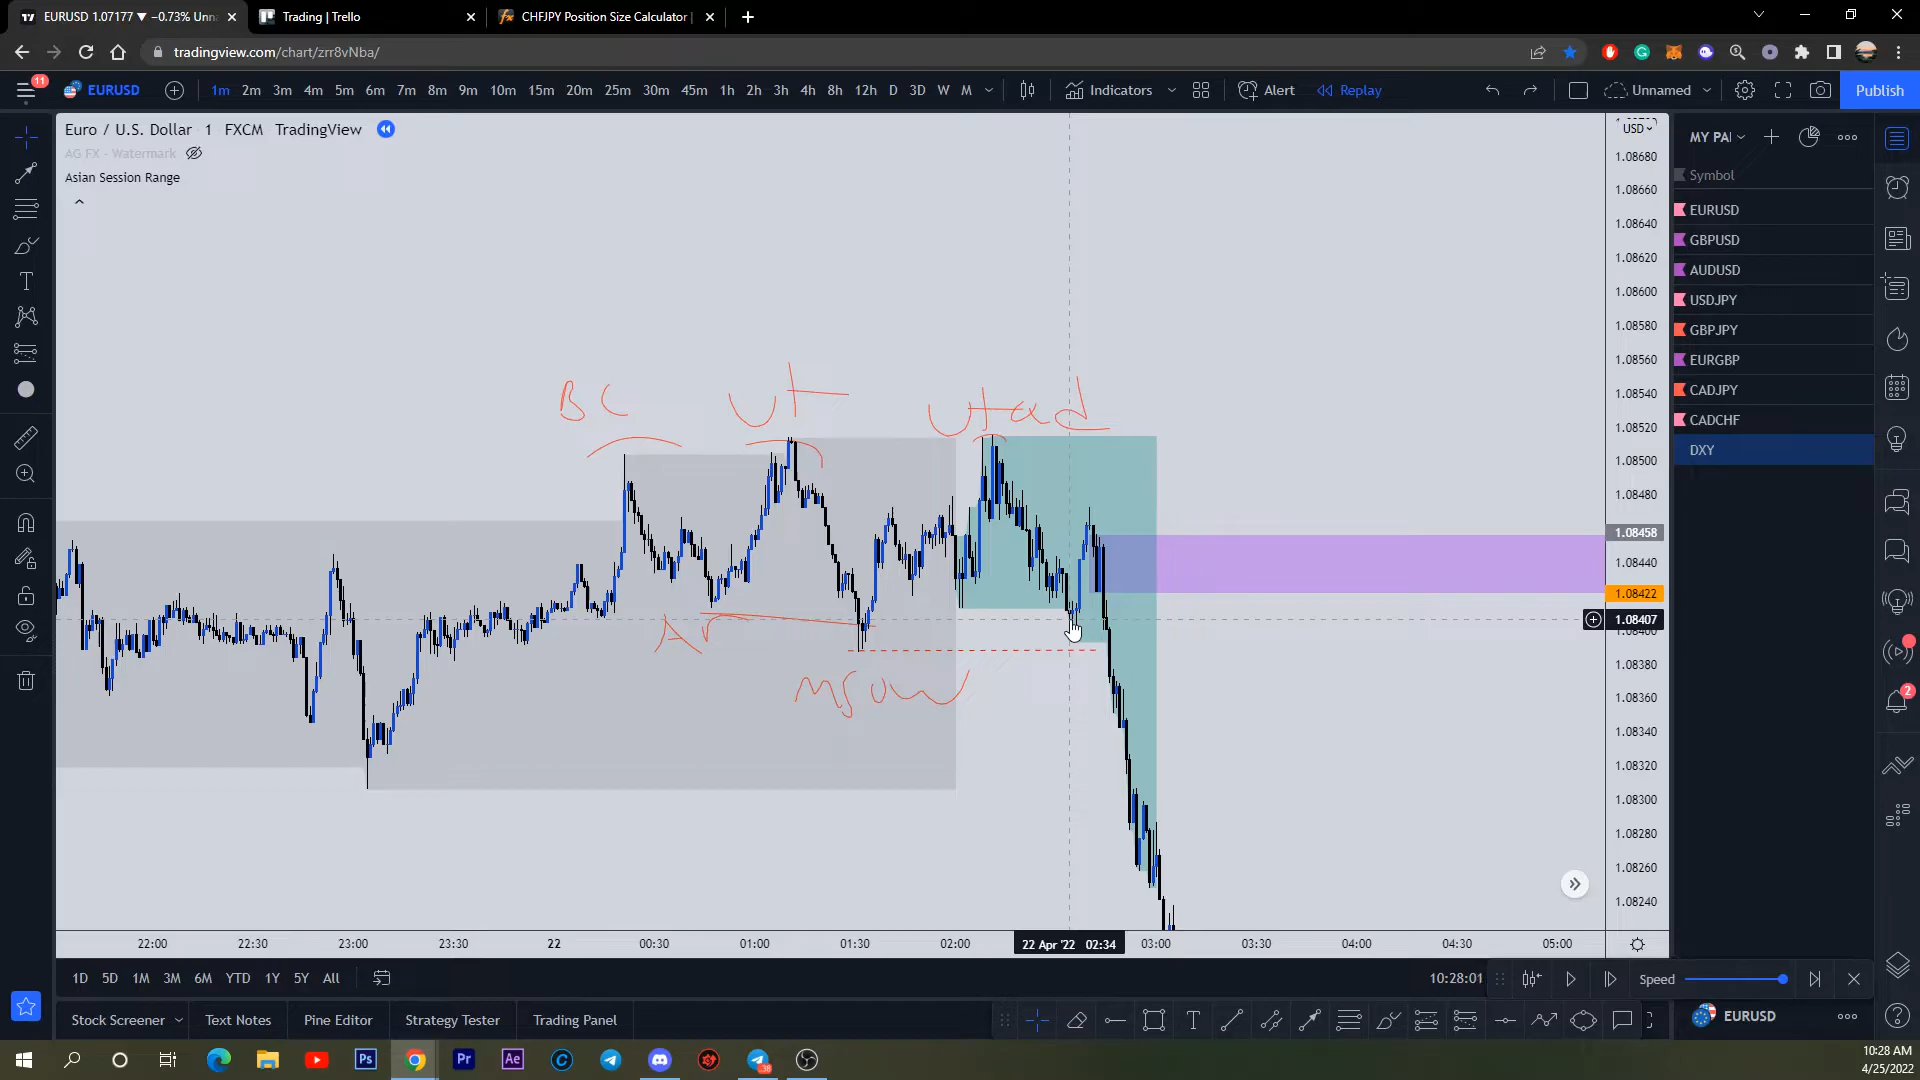 EURUSD 1.07177 ▼ −0.73% Unna
Trading | Trello
CHFJPY Position Size Calculator |
tradingview.com/chart/zrr8vNba/
11
EURUSD
1m 2m 3m 4m 5m 6m 7m 8m 9m 10m 15m 20m 25m 30m 45m 1h 2h 3h 4h 8h 12h D 3D W M
Indicators
Alert
Replay
Unnamed
Publish
Euro / U.S. Dollar 1 FXCM TradingView
AG FX - Watermark
Asian Session Range
USD
1.08680
1.08660
1.08640
1.08620
1.08600
1.08580
1.08560
1.08540
1.08520
1.08500
1.08480
1.08458
1.08440
1.08422
1.08407
1.08400
1.08380
1.08360
1.08340
1.08320
1.08300
1.08280
1.08260
1.08240
BC
Ut
Utad
Ar
msow
MY PAI
Symbol
EURUSD
GBPUSD
AUDUSD
USDJPY
GBPJPY
EURGBP
CADJPY
CADCHF
DXY
2
22:00 22:30 23:00 23:30 22 00:30 01:00 01:30 02:00 22 Apr '22 02:34 03:00 03:30 04:00 04:30 05:00
1D 5D 1M 3M 6M YTD 1Y 5Y All
10:28:01
Speed
Stock Screener
Text Notes
Pine Editor
Strategy Tester
Trading Panel
EURUSD
Ps
Pr
Ae
38
10:28 AM
4/25/2022